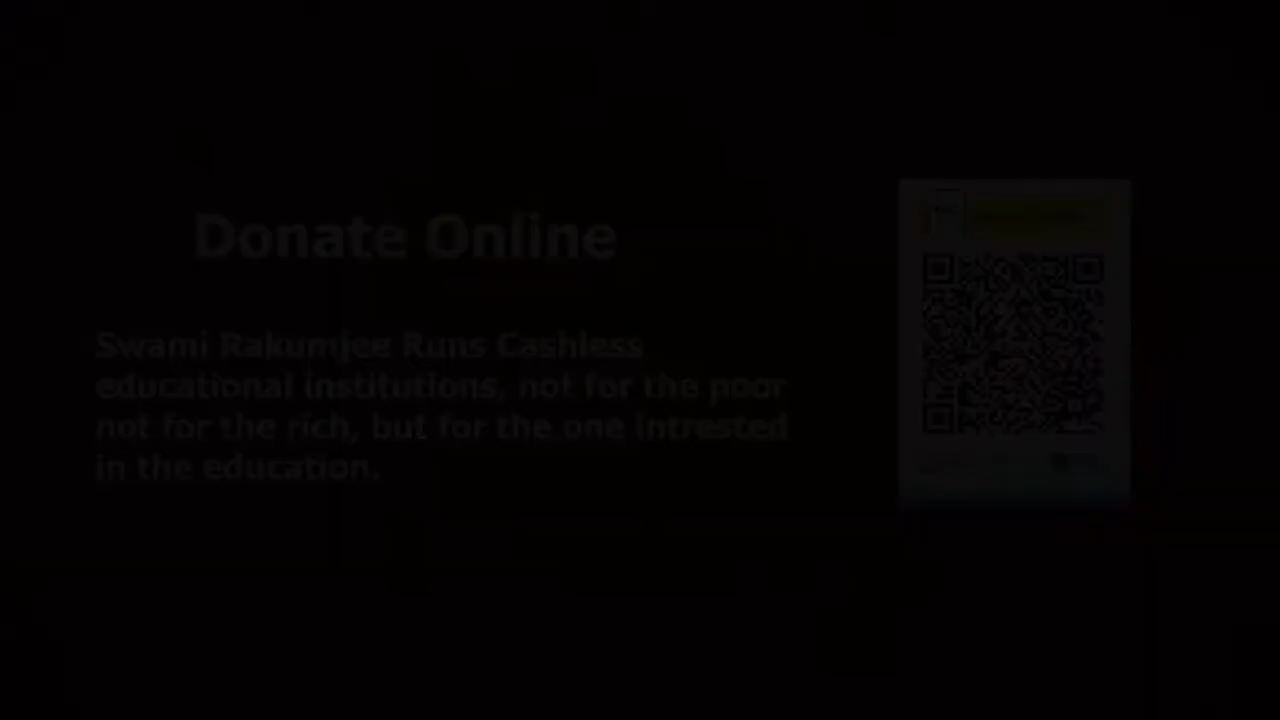 Donate Online
Swami Rakumjee Runs Cashless
educational institutions, not for the poor
not for the rich, but for the one intrested
in the education.